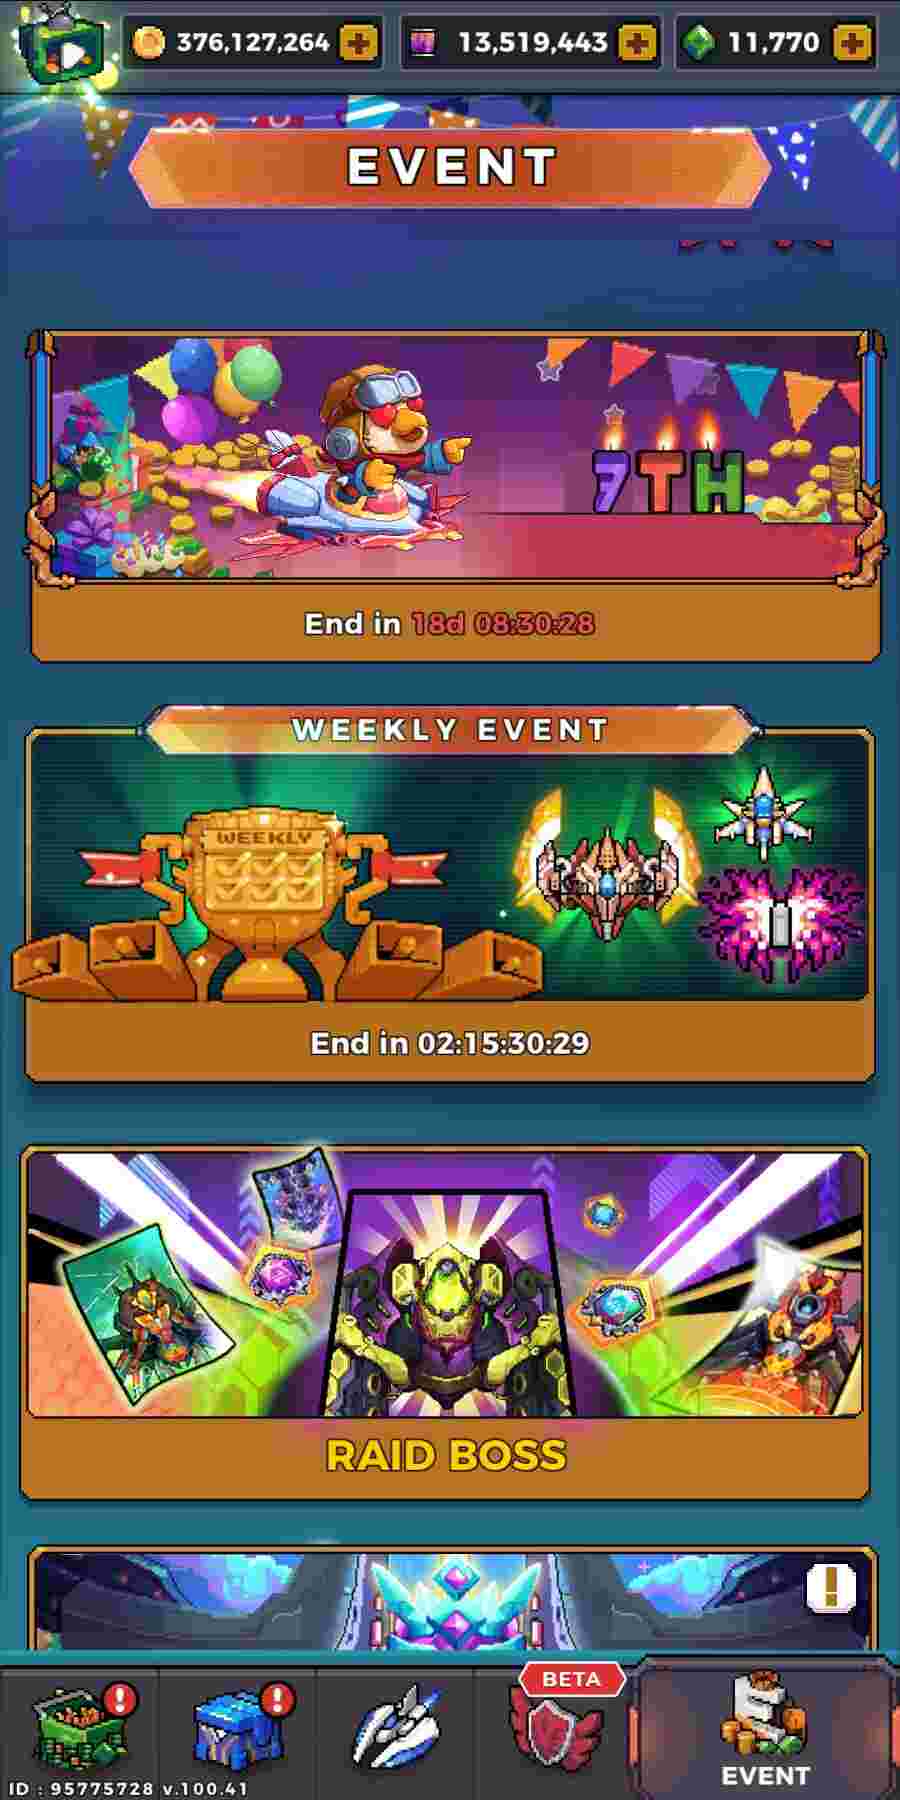 376,127,264
13,519,443
11,770
EVENT
7TH
End in 18d 08:30:28
WEEKLY EVENT
WEEKLY
End in 02:15:30:29
RAID BOSS
BETA
EVENT
ID : 95775728 v.100.41